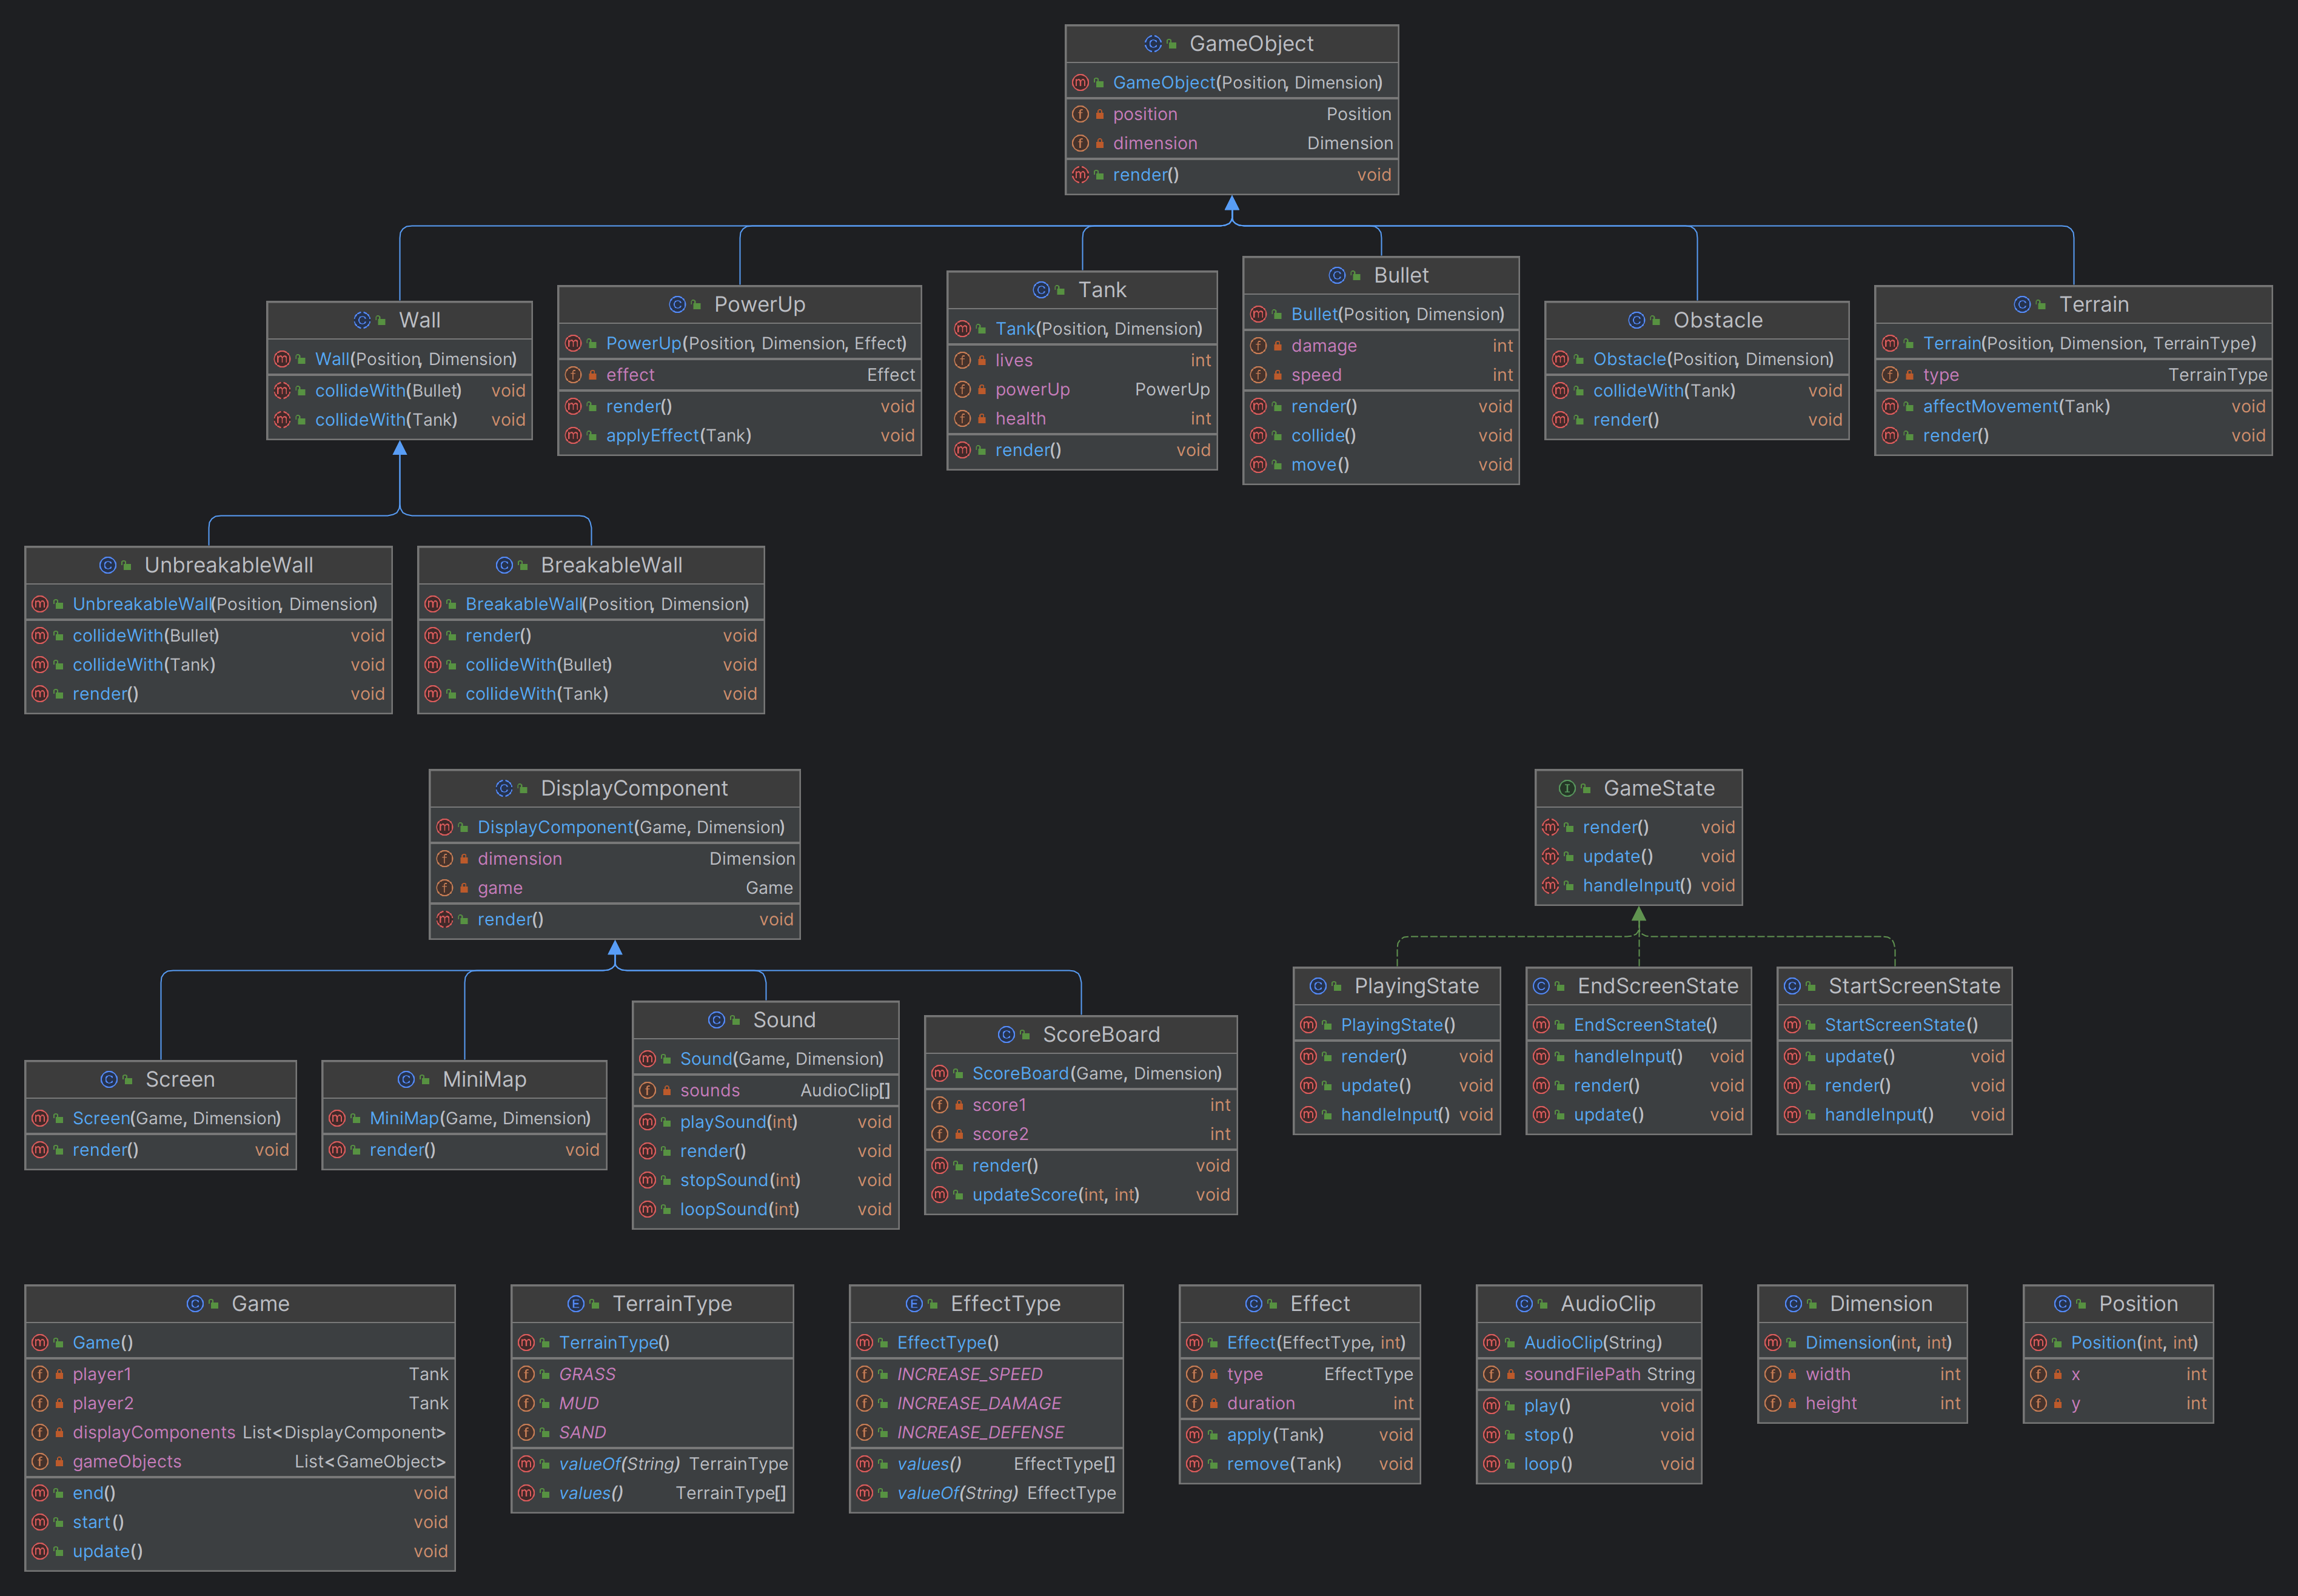 GameObject
GameObject(Position, Dimension)
position Position
dimension Dimension
render() void
Wall
Wall(Position, Dimension)
collideWith(Bullet) void
collideWith(Tank) void
PowerUp
PowerUp(Position, Dimension, Effect)
effect Effect
render() void
applyEffect(Tank) void
Tank
Tank(Position, Dimension)
lives int
powerUp PowerUp
health int
render() void
Bullet
Bullet(Position, Dimension)
damage int
speed int
render() void
collide() void
move() void
Obstacle
Obstacle(Position, Dimension)
collideWith(Tank) void
render() void
Terrain
Terrain(Position, Dimension, TerrainType)
type TerrainType
affectMovement(Tank) void
render() void
UnbreakableWall
UnbreakableWall(Position, Dimension)
collideWith(Bullet) void
collideWith(Tank) void
render() void
BreakableWall
BreakableWall(Position, Dimension)
render() void
collideWith(Bullet) void
collideWith(Tank) void
DisplayComponent
DisplayComponent(Game, Dimension)
dimension Dimension
game Game
render() void
GameState
render() void
update() void
handleInput() void
Screen
Screen(Game, Dimension)
render() void
MiniMap
MiniMap(Game, Dimension)
render() void
Sound
Sound(Game, Dimension)
sounds AudioClip[]
playSound(int) void
render() void
stopSound(int) void
loopSound(int) void
ScoreBoard
ScoreBoard(Game, Dimension)
score1 int
score2 int
render() void
updateScore(int, int) void
PlayingState
PlayingState()
render() void
update() void
handleInput() void
EndScreenState
EndScreenState()
handleInput() void
render() void
update() void
StartScreenState
StartScreenState()
update() void
render() void
handleInput() void
Game
Game()
player1 Tank
player2 Tank
displayComponents List<DisplayComponent>
gameObjects List<GameObject>
end() void
start() void
update() void
TerrainType
TerrainType()
GRASS
MUD
SAND
valueOf(String) TerrainType
values() TerrainType[]
EffectType
EffectType()
INCREASE_SPEED
INCREASE_DAMAGE
INCREASE_DEFENSE
values() EffectType[]
valueOf(String) EffectType
Effect
Effect(EffectType, int)
type EffectType
duration int
apply(Tank) void
remove(Tank) void
AudioClip
AudioClip(String)
soundFilePath String
play() void
stop() void
loop() void
Dimension
Dimension(int, int)
width int
height int
Position
Position(int, int)
x int
y int